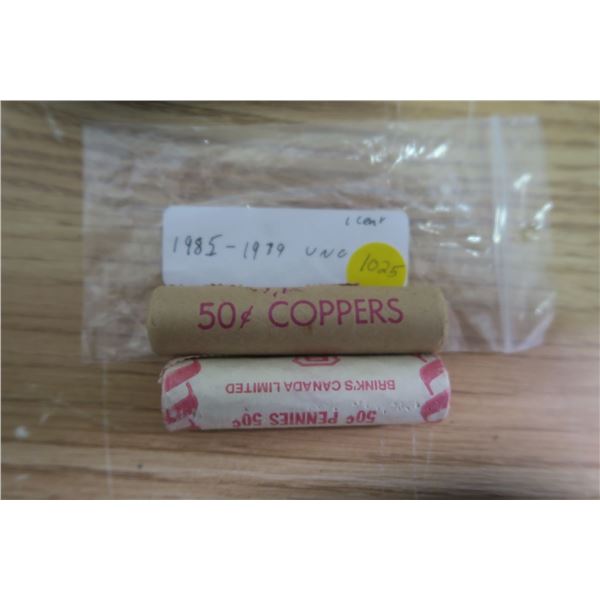 1 Cent
1985-1979 UNC
1025
50¢ COPPERS
BRINK'S CANADA LIMITED
50¢ PENNIES 50¢